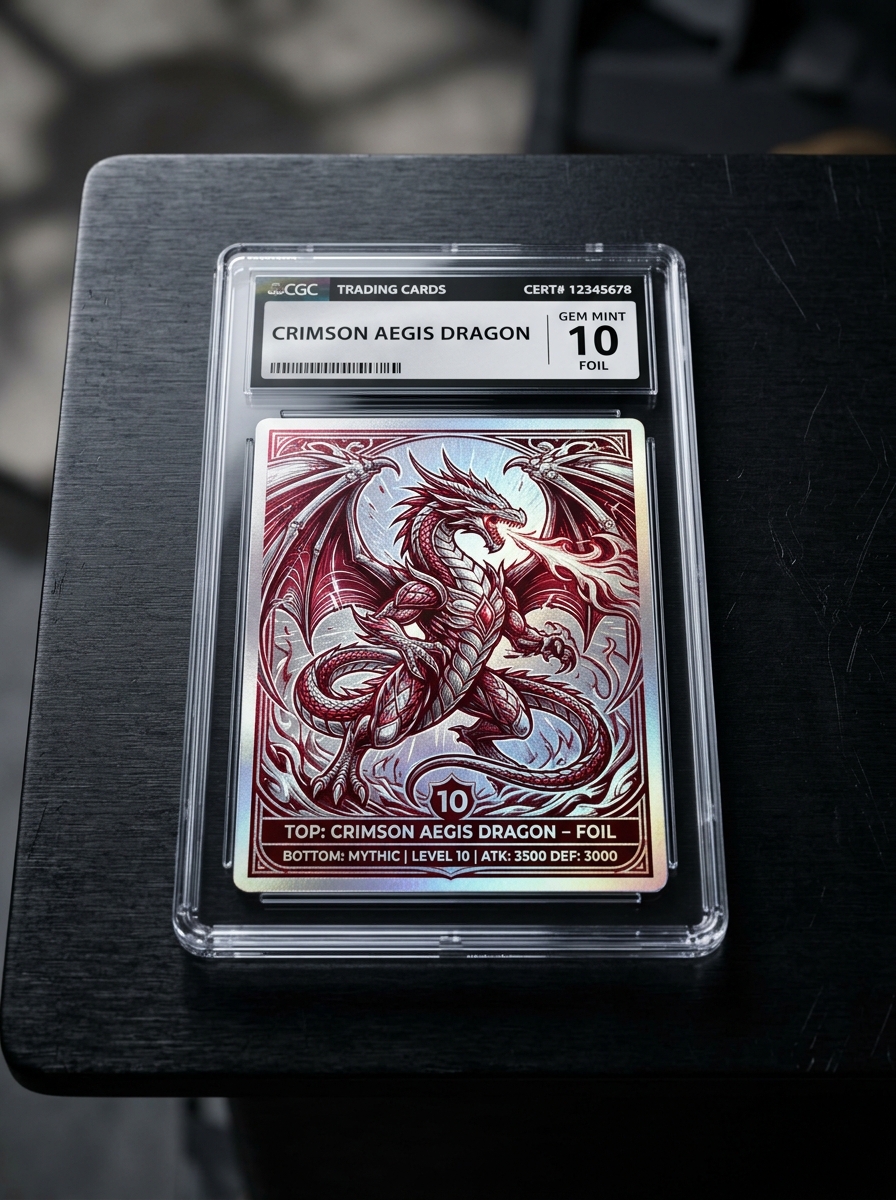 CGC TRADING CARDS CERT# 12345678
CRIMSON AEGIS DRAGON
GEM MINT
10
FOIL
10
TOP: CRIMSON AEGIS DRAGON – FOIL
BOTTOM: MYTHIC | LEVEL 10 | ATK: 3500 DEF: 3000